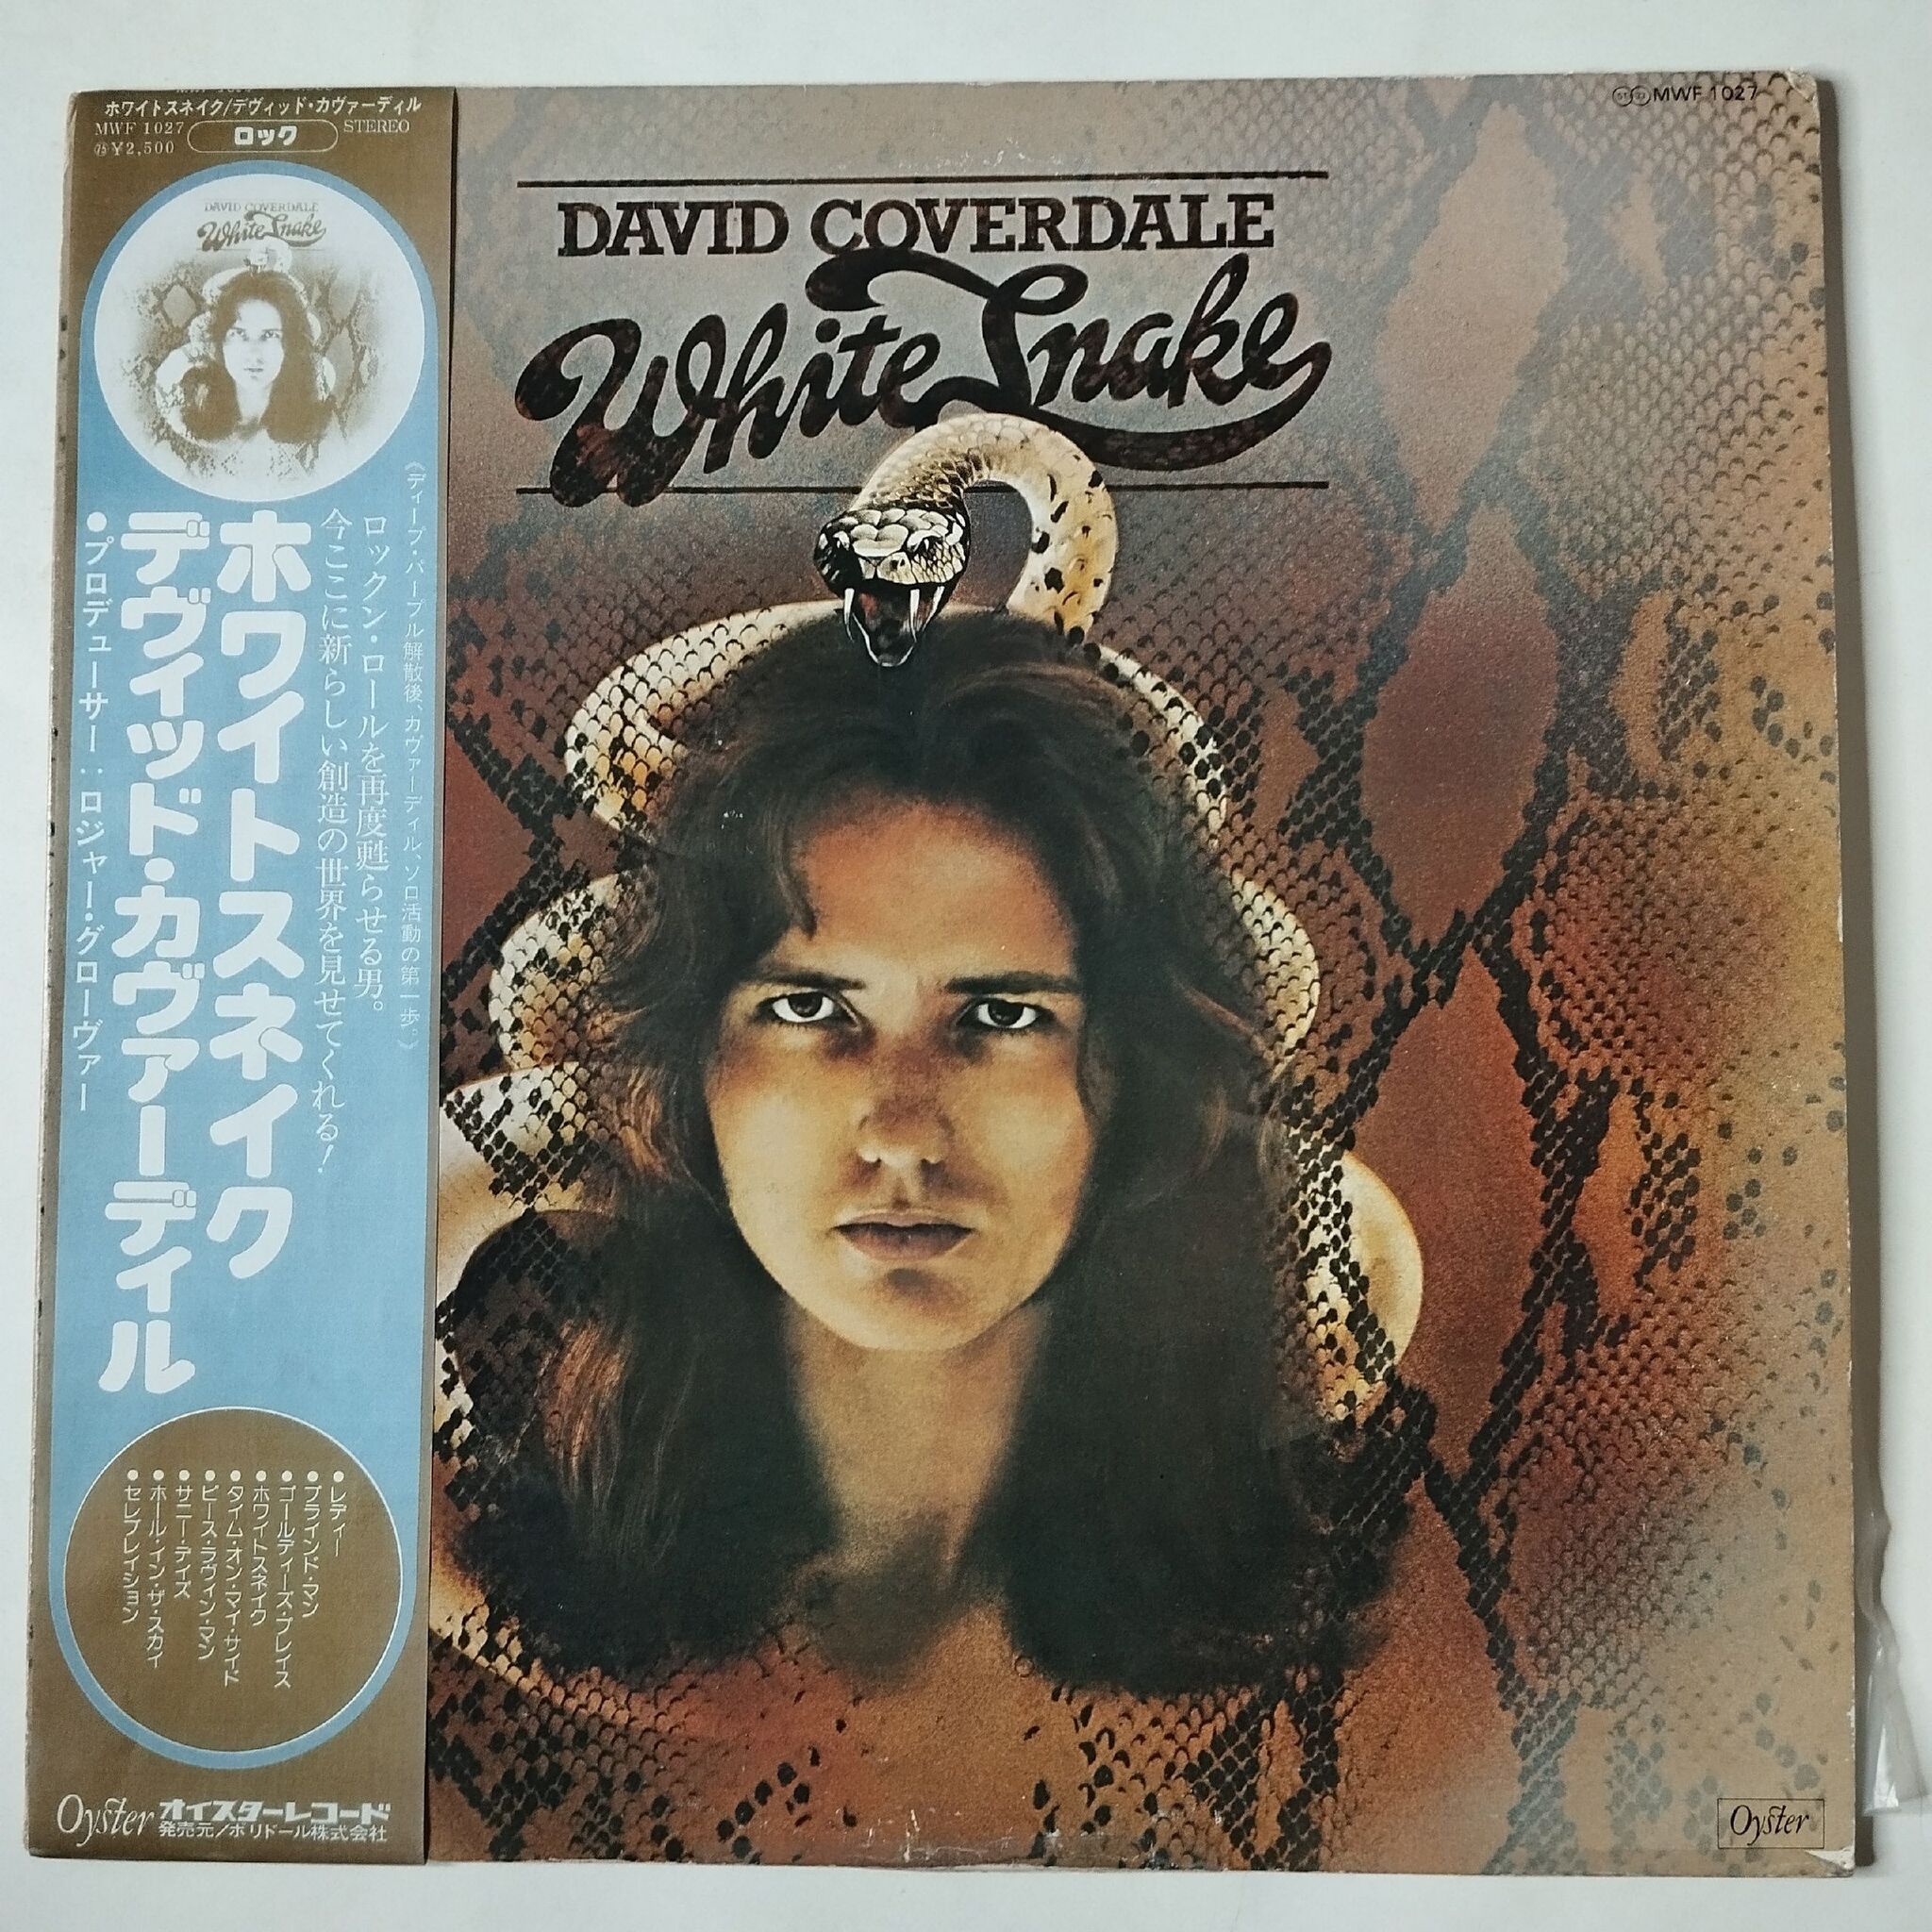 ホワイトスネイク/デヴィッド・カヴァーディル
MWF 1027
ロック
STEREO
㉕¥2,500
DAVID COVERDALE
White Snake
《ディープ・パープル解散後、カヴァーディル、ソロ活動の第一歩。》
ロックン・ロールを再度甦らせる男。
今ここに新らしい創造の世界を見せてくれる!
ホワイトスネイク
デヴィッド・カヴァーディル
●プロデューサー:ロジャー・グローヴァー
●レディー
●ブラインド・マン
●ゴールディーズ・プレイス
●ホワイトスネイク
●タイム・オン・マイ・サイド
●ピース・ラヴィン・マン
●サニー・デイズ
●ホール・イン・ザ・スカイ
●セレブレイション
Oyster オイスターレコード
発売元/ポリドール株式会社
MWF 1027
DAVID COVERDALE
White Snake
Oyster